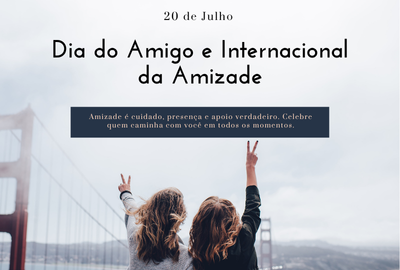 20 de Julho
Dia do Amigo e Internacional
da Amizade
Amizade é cuidado, presença e apoio verdadeiro. Celebre
quem caminha com você em todos os momentos.